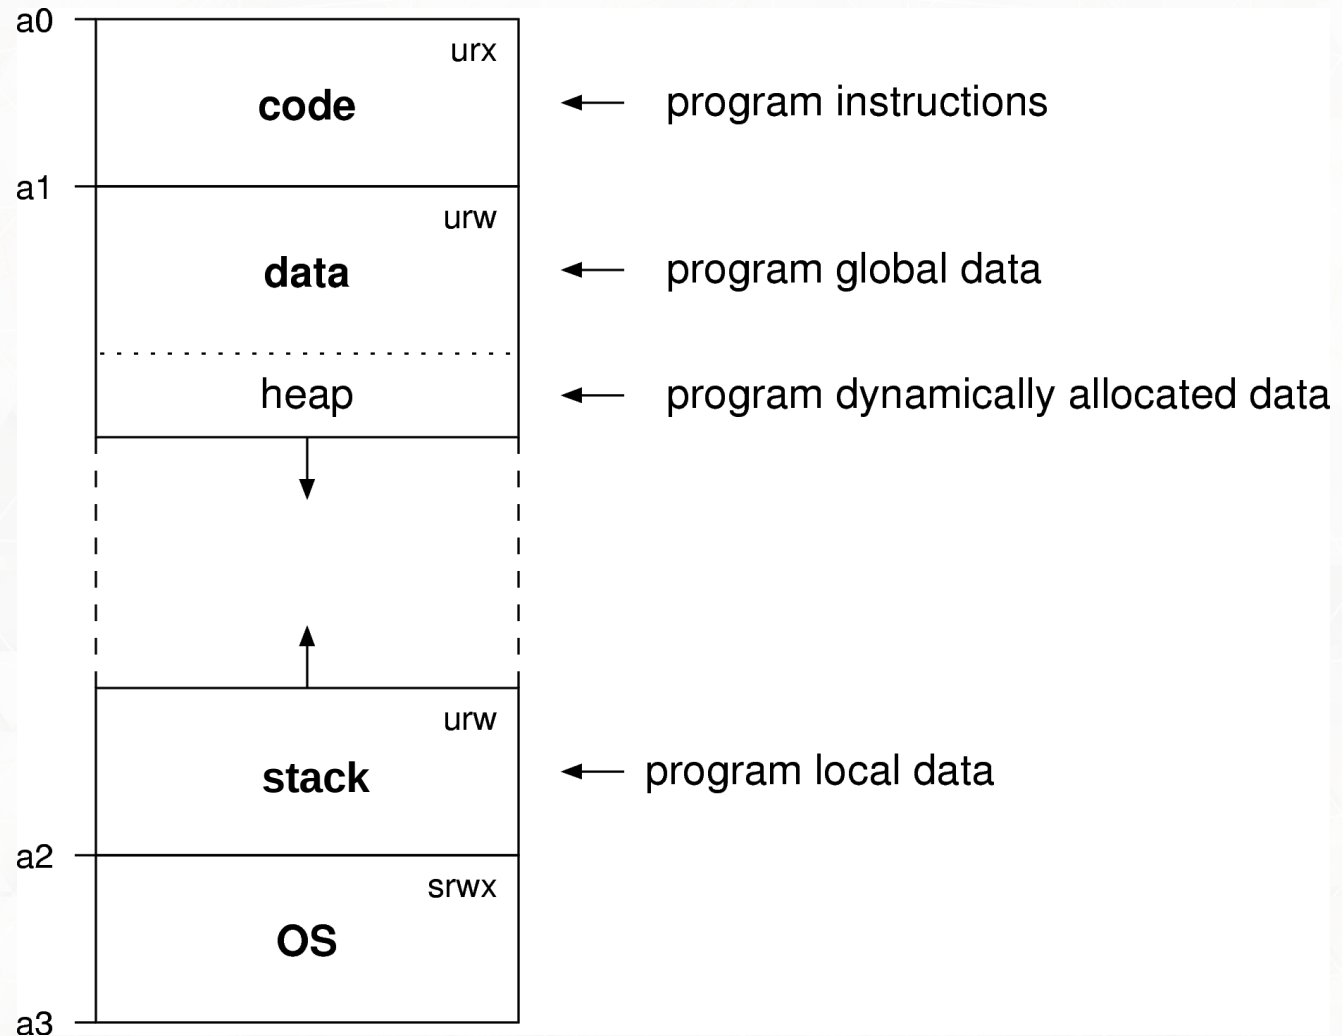 a0
urx
code
program instructions
a1
urw
data
program global data
heap
program dynamically allocated data
urw
stack
program local data
a2
srwx
OS
a3